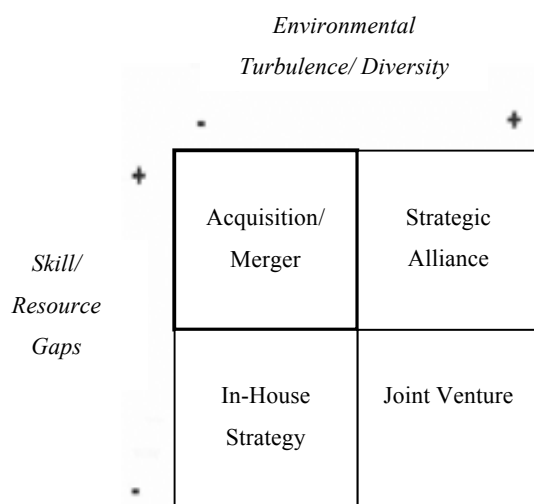 Environmental
Turbulence/ Diversity
- +
+
Acquisition/ Strategic
Merger Alliance
Skill/
Resource
Gaps
In-House Joint Venture
Strategy
-